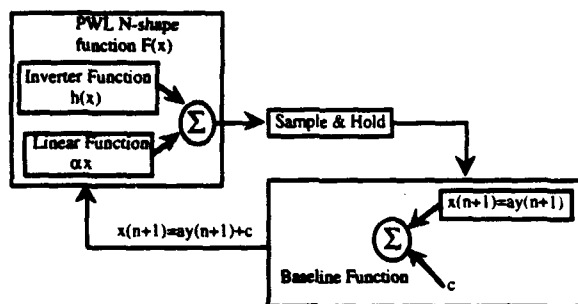 PWL N-shape
function F(x)
Inverter Function
h(x)
Σ
Linear Function
αx
Sample & Hold
x(n+1)=ay(n+1)
x(n+1)=ay(n+1)+c
Σ
Baseline Function
c